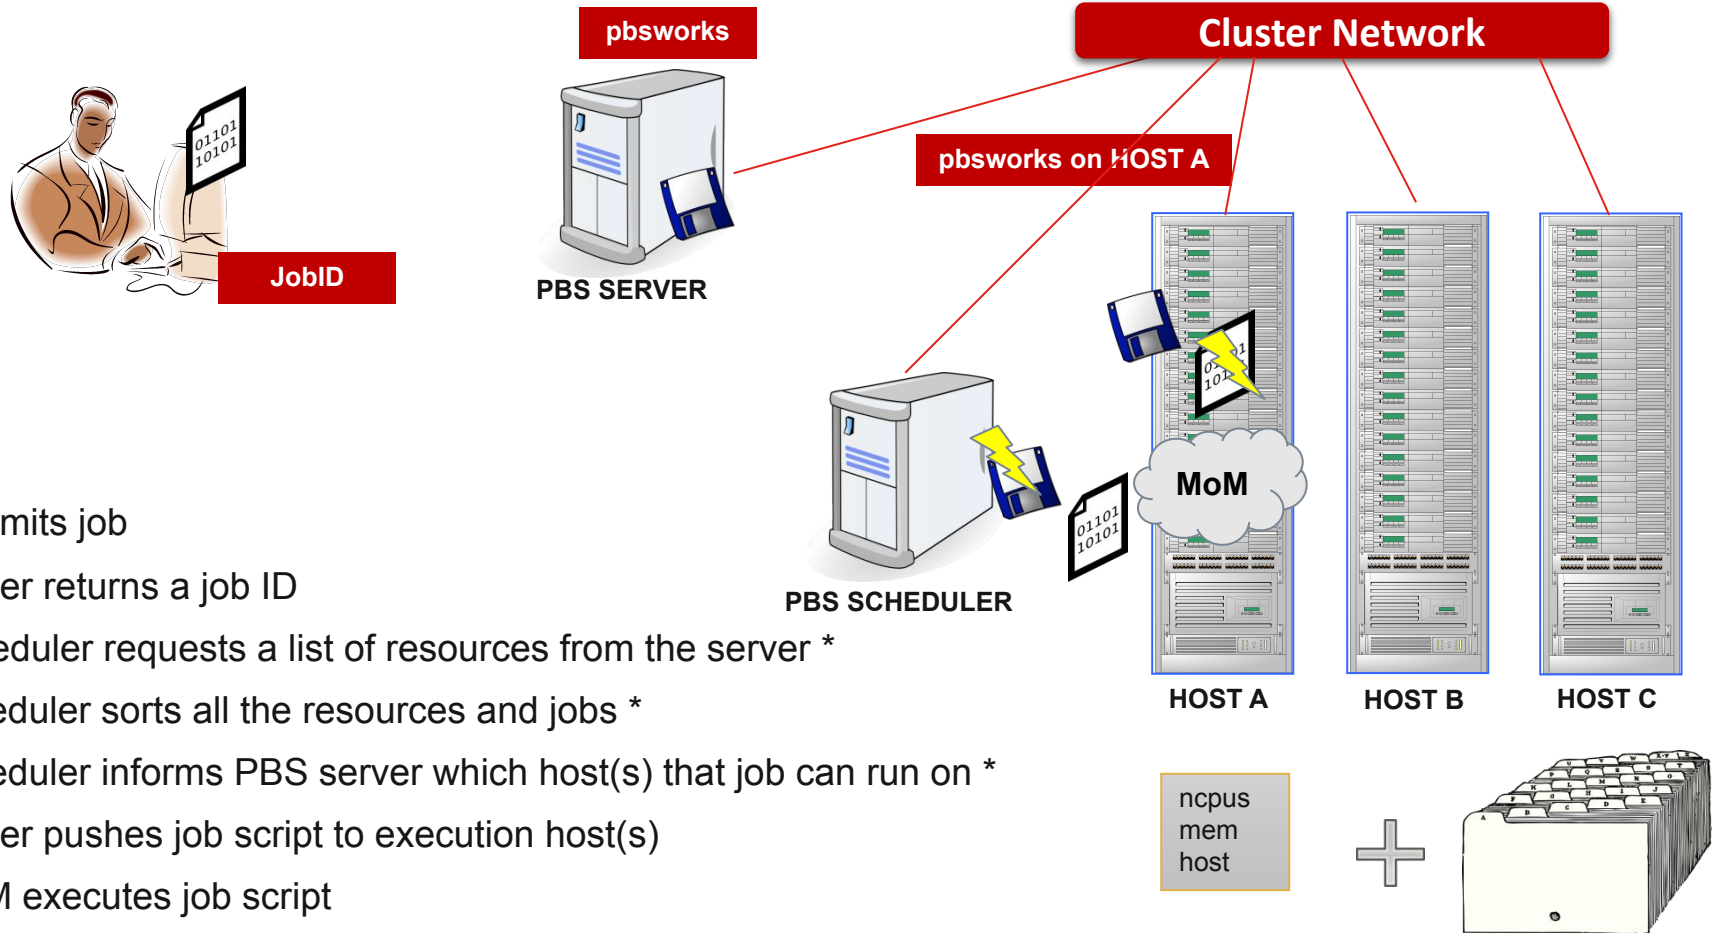 pbsworks
Cluster Network
01101
10101
pbsworks on HOST A
JobID
PBS SERVER
MoM
01101
10101
mits job
er returns a job ID
PBS SCHEDULER
eduler requests a list of resources from the server *
HOST A
HOST B
HOST C
eduler sorts all the resources and jobs *
eduler informs PBS server which host(s) that job can run on *
ncpus
mem
host
er pushes job script to execution host(s)
M executes job script